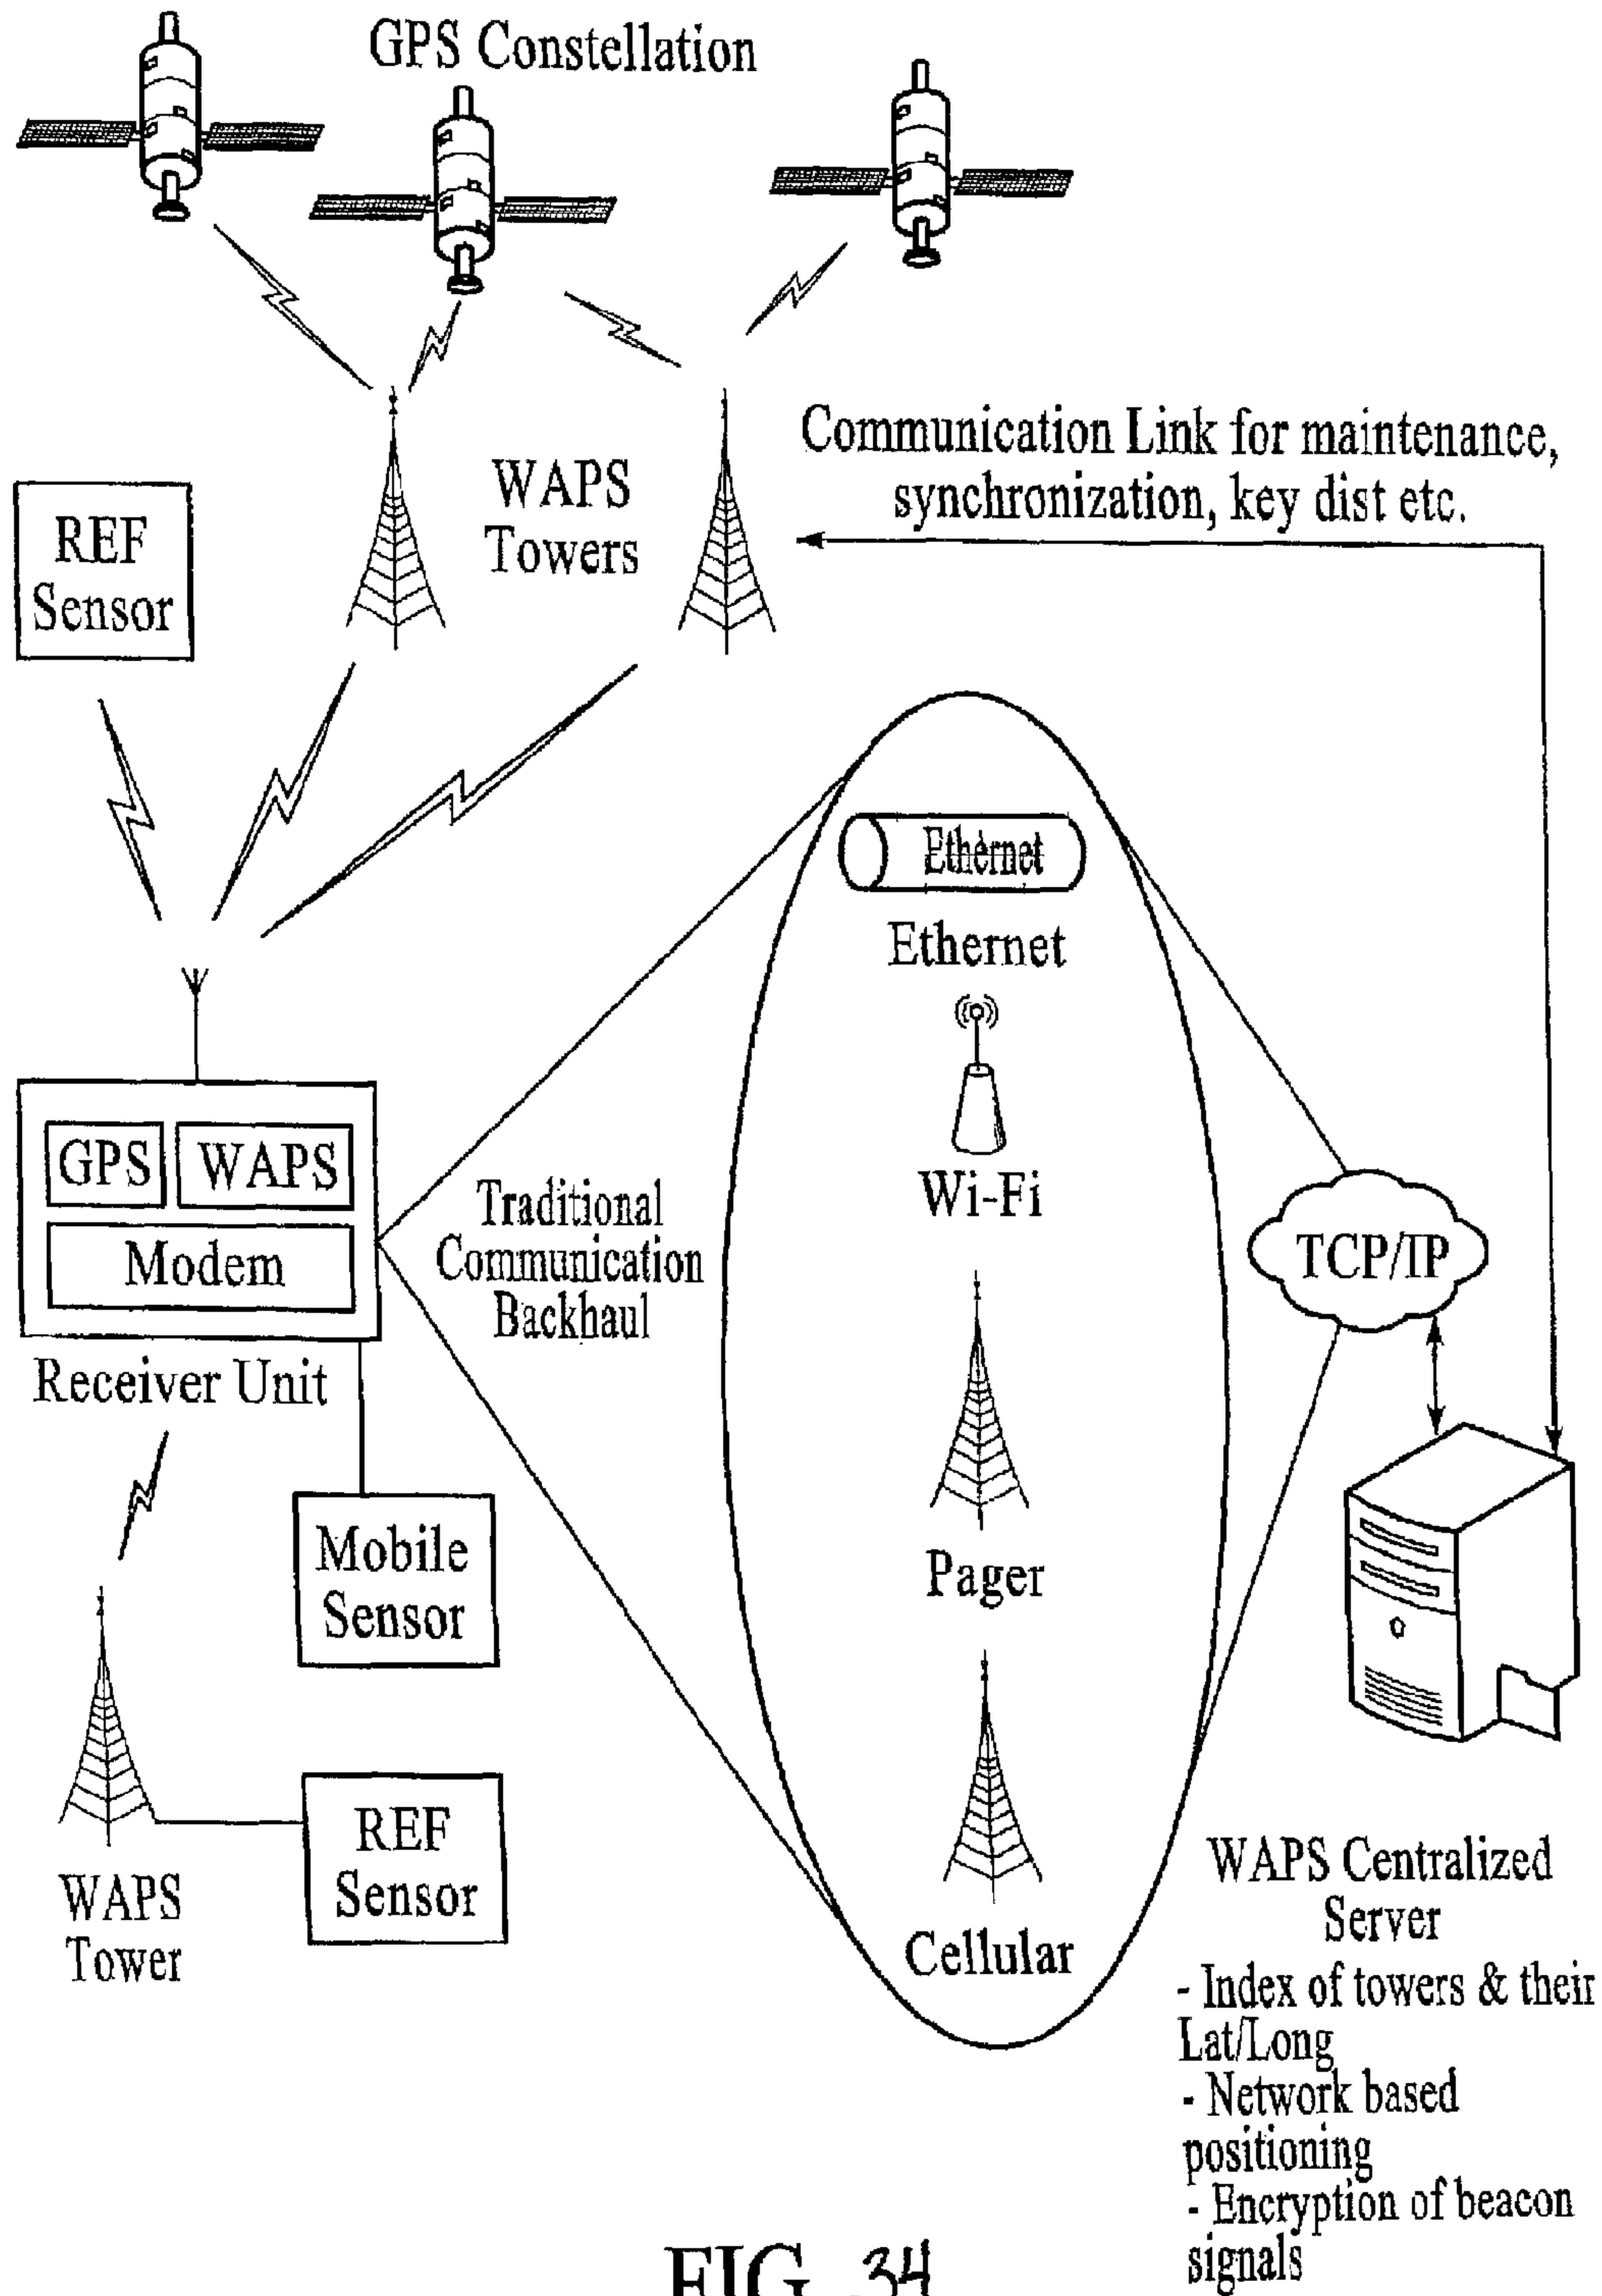 GPS Constellation
Communication Link for maintenance,
synchronization, key dist etc.
WAPS
Towers
REF
Sensor
Ethernet
Ethernet
Wi-Fi
GPS
WAPS
Modem
Receiver Unit
Traditional
Communication
Backhaul
TCP/IP
Mobile
Sensor
Pager
REF
Sensor
WAPS
Tower
Cellular
WAPS Centralized
Server
- Index of towers & their
Lat/Long
- Network based
positioning
- Encryption of beacon
signals
FIG. 34